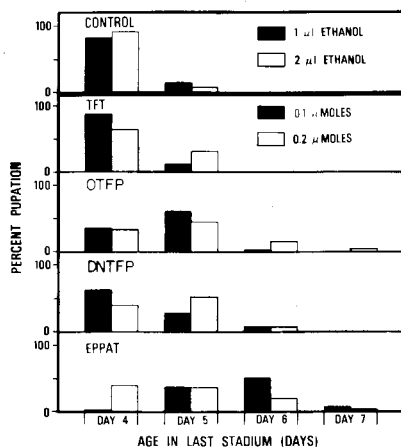 CONTROL
100
0
1 μl ETHANOL
2 μl ETHANOL
TFT
100
0
0.1 μMOLES
0.2 μMOLES
OTFP
100
0
DNTFP
100
0
EPPAT
100
0
DAY 4
DAY 5
DAY 6
DAY 7
PERCENT PUPATION
AGE IN LAST STADIUM (DAYS)